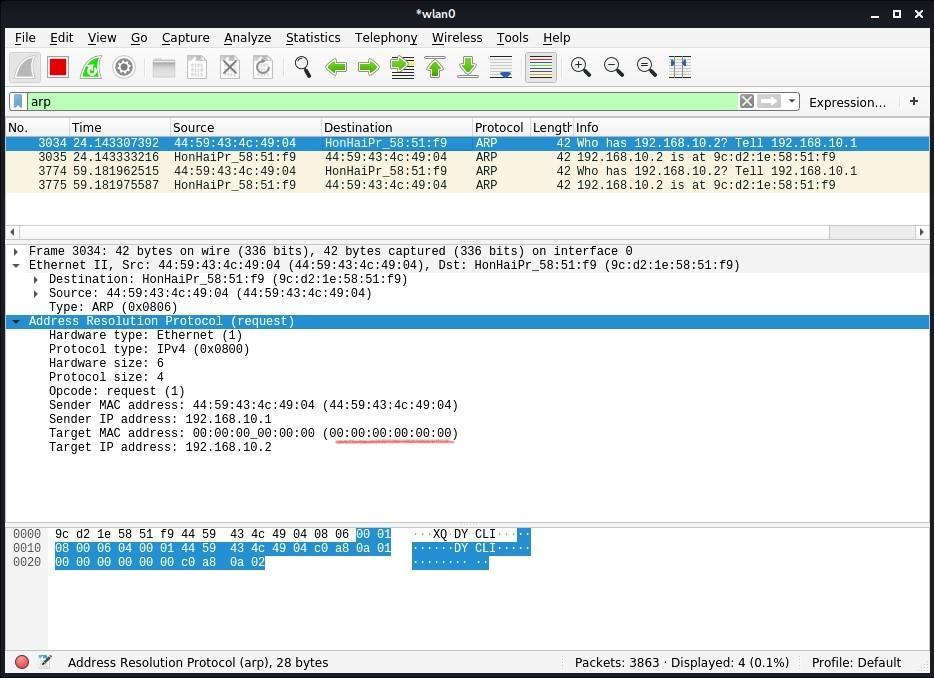 *wlan0
File Edit View Go Capture Analyze Statistics Telephony Wireless Tools Help
arp Expression... +
No. Time Source Destination Protocol Length Info
3034 24.143307392 44:59:43:4c:49:04 HonHaiPr_58:51:f9 ARP 42 Who has 192.168.10.2? Tell 192.168.10.1
3035 24.143333216 HonHaiPr_58:51:f9 44:59:43:4c:49:04 ARP 42 192.168.10.2 is at 9c:d2:1e:58:51:f9
3774 59.181962515 44:59:43:4c:49:04 HonHaiPr_58:51:f9 ARP 42 Who has 192.168.10.2? Tell 192.168.10.1
3775 59.181975587 HonHaiPr_58:51:f9 44:59:43:4c:49:04 ARP 42 192.168.10.2 is at 9c:d2:1e:58:51:f9
Frame 3034: 42 bytes on wire (336 bits), 42 bytes captured (336 bits) on interface 0
Ethernet II, Src: 44:59:43:4c:49:04 (44:59:43:4c:49:04), Dst: HonHaiPr_58:51:f9 (9c:d2:1e:58:51:f9)
Destination: HonHaiPr_58:51:f9 (9c:d2:1e:58:51:f9)
Source: 44:59:43:4c:49:04 (44:59:43:4c:49:04)
Type: ARP (0x0806)
Address Resolution Protocol (request)
Hardware type: Ethernet (1)
Protocol type: IPv4 (0x0800)
Hardware size: 6
Protocol size: 4
Opcode: request (1)
Sender MAC address: 44:59:43:4c:49:04 (44:59:43:4c:49:04)
Sender IP address: 192.168.10.1
Target MAC address: 00:00:00_00:00:00 (00:00:00:00:00:00)
Target IP address: 192.168.10.2
0000 9c d2 1e 58 51 f9 44 59 43 4c 49 04 08 06 00 01 ···XQ·DY CLI·····
0010 08 00 06 04 00 01 44 59 43 4c 49 04 c0 a8 0a 01 ······DY CLI·····
0020 00 00 00 00 00 00 c0 a8 0a 02 ········ ··
Address Resolution Protocol (arp), 28 bytes Packets: 3863 · Displayed: 4 (0.1%) Profile: Default